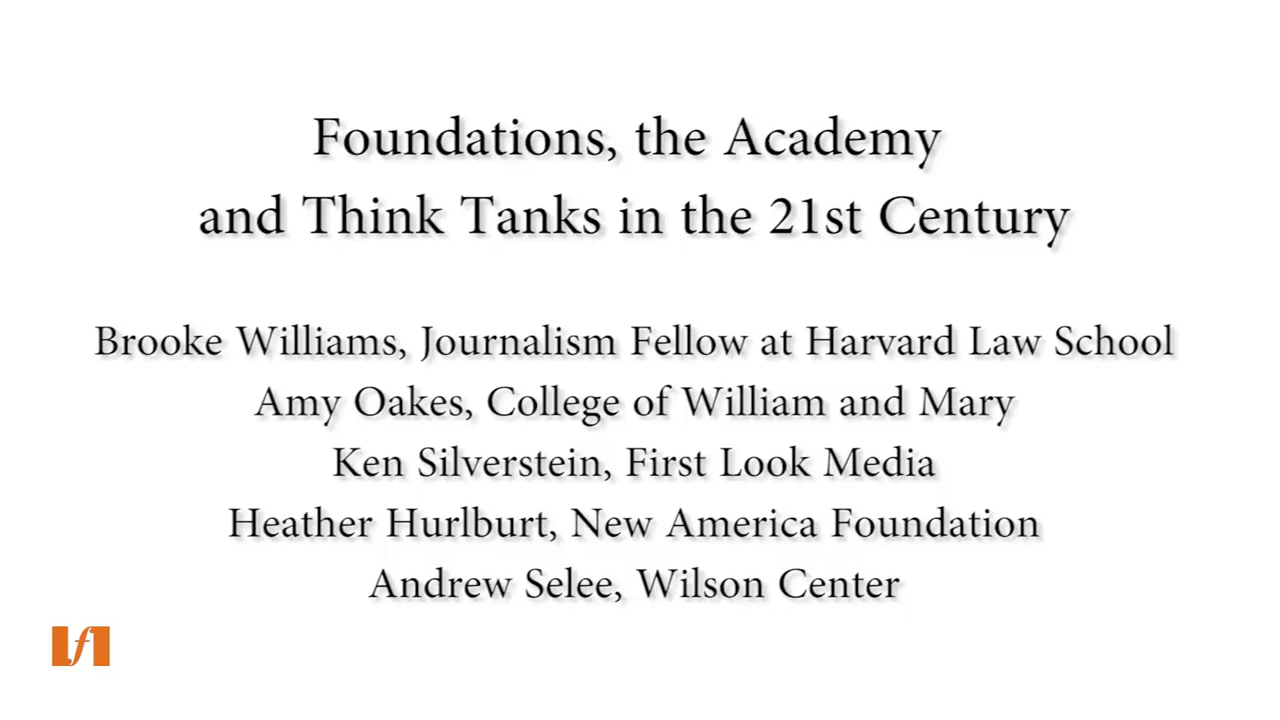 Foundations, the Academy
and Think Tanks in the 21st Century
Brooke Williams, Journalism Fellow at Harvard Law School
Amy Oakes, College of William and Mary
Ken Silverstein, First Look Media
Heather Hurlburt, New America Foundation
Andrew Selee, Wilson Center